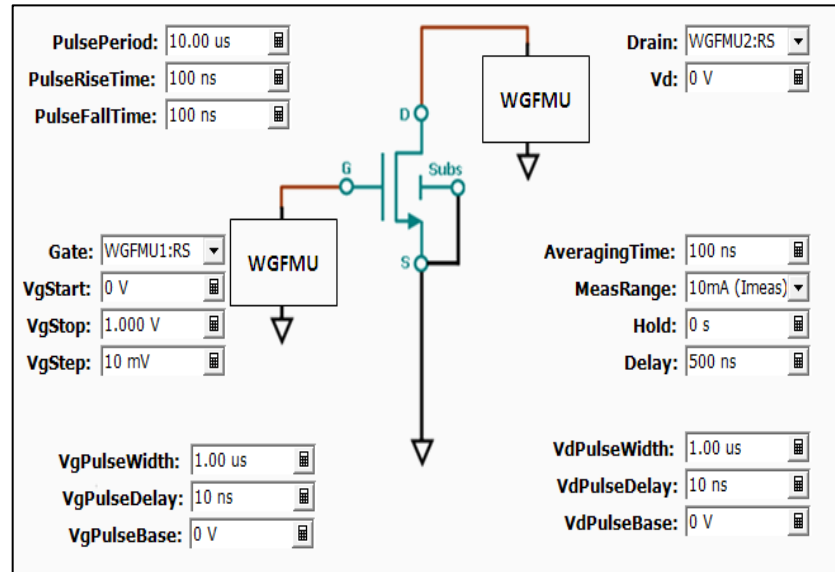 PulsePeriod: 10.00 us
PulseRiseTime: 100 ns
PulseFallTime: 100 ns
Drain: WGFMU2:RS
Vd: 0 V
WGFMU
D
G
Subs
S
Gate: WGFMU1:RS
VgStart: 0 V
VgStop: 1.000 V
VgStep: 10 mV
WGFMU
AveragingTime: 100 ns
MeasRange: 10mA (Imeas)
Hold: 0 s
Delay: 500 ns
VgPulseWidth: 1.00 us
VgPulseDelay: 10 ns
VgPulseBase: 0 V
VdPulseWidth: 1.00 us
VdPulseDelay: 10 ns
VdPulseBase: 0 V